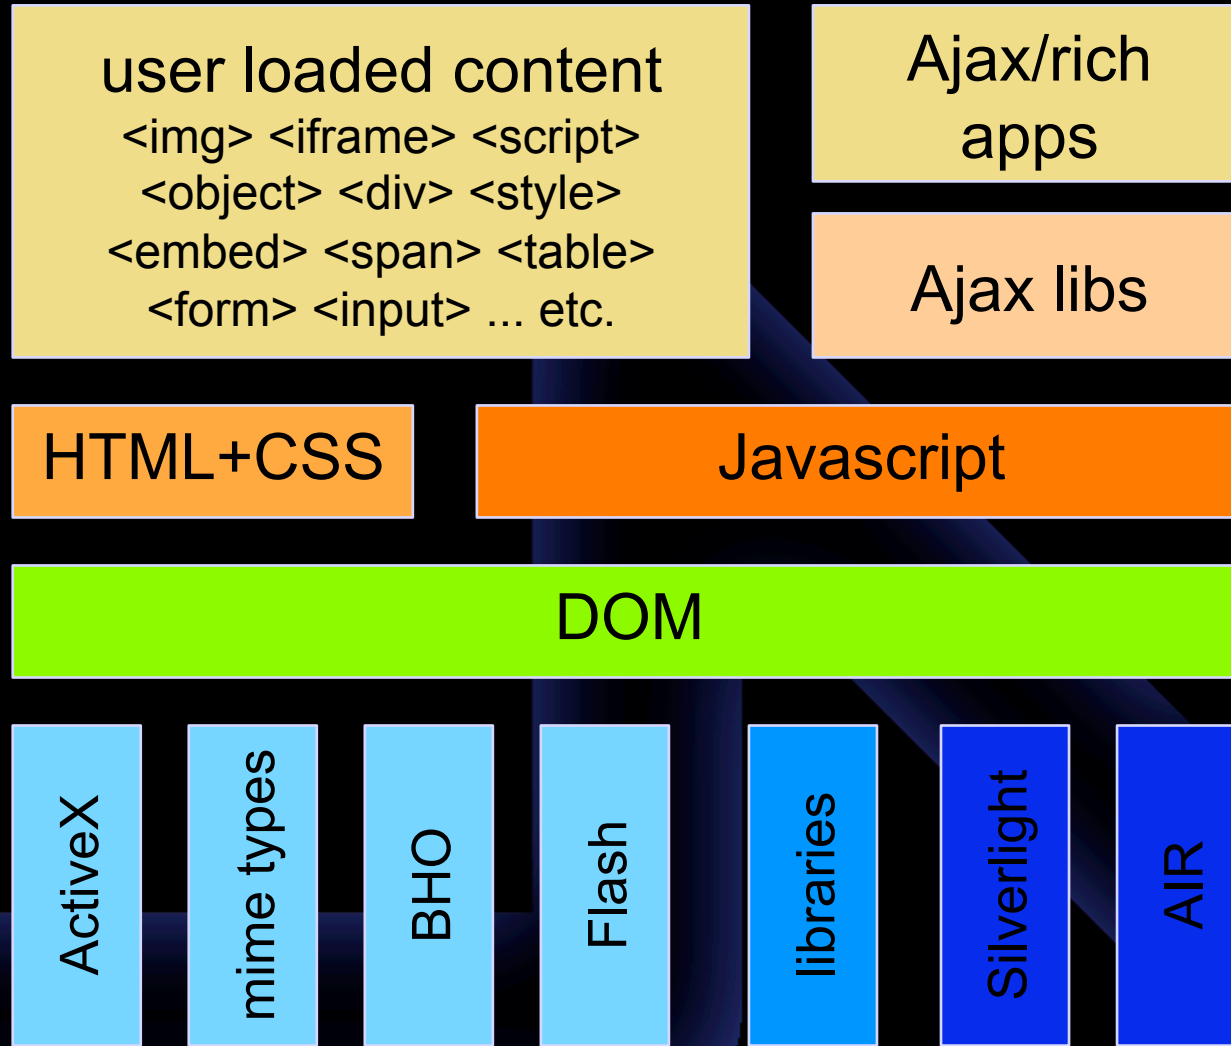 user loaded content
<img> <iframe> <script>
<object> <div> <style>
<embed> <span> <table>
<form> <input> ... etc.
Ajax/rich
apps
Ajax libs
HTML+CSS
Javascript
DOM
ActiveX
mime types
BHO
Flash
libraries
Silverlight
AIR